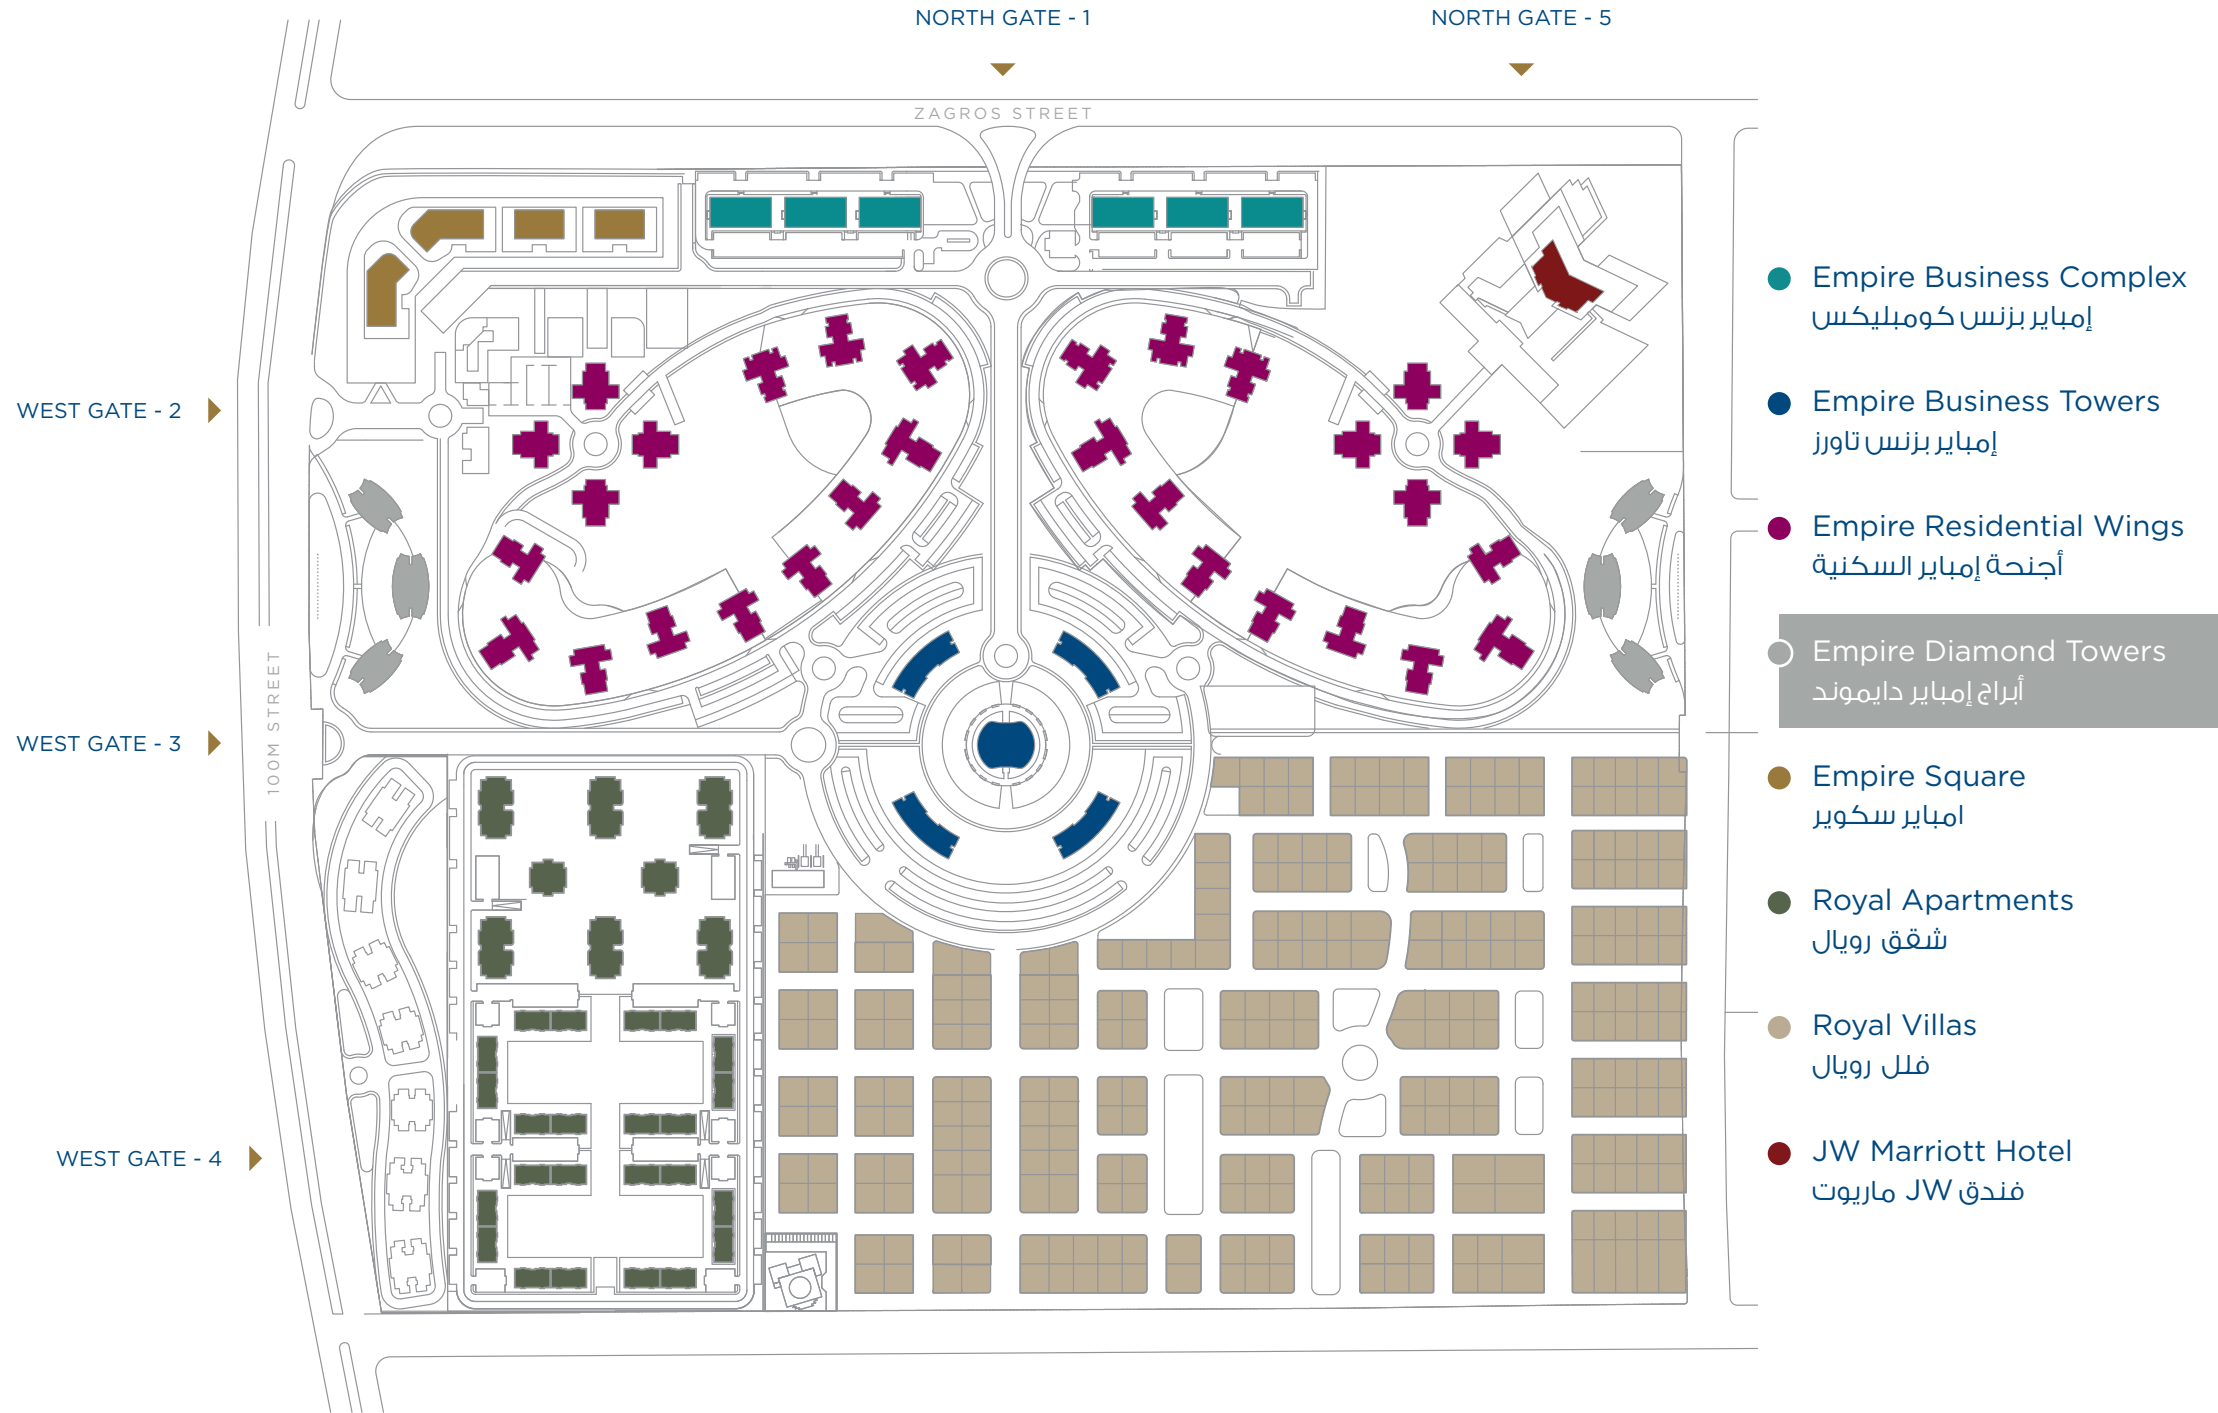 NORTH GATE - 1
NORTH GATE - 5
ZAGROS STREET
WEST GATE - 2
WEST GATE - 3
100M STREET
WEST GATE - 4
Empire Business Complex
إمباير بزنس كومبليكس
Empire Business Towers
إمباير بزنس تاورز
Empire Residential Wings
أجنحة إمباير السكنية
Empire Diamond Towers
أبراج إمباير دايموند
Empire Square
امباير سكوير
Royal Apartments
شقق رويال
Royal Villas
فلل رويال
JW Marriott Hotel
فندق JW ماريوت